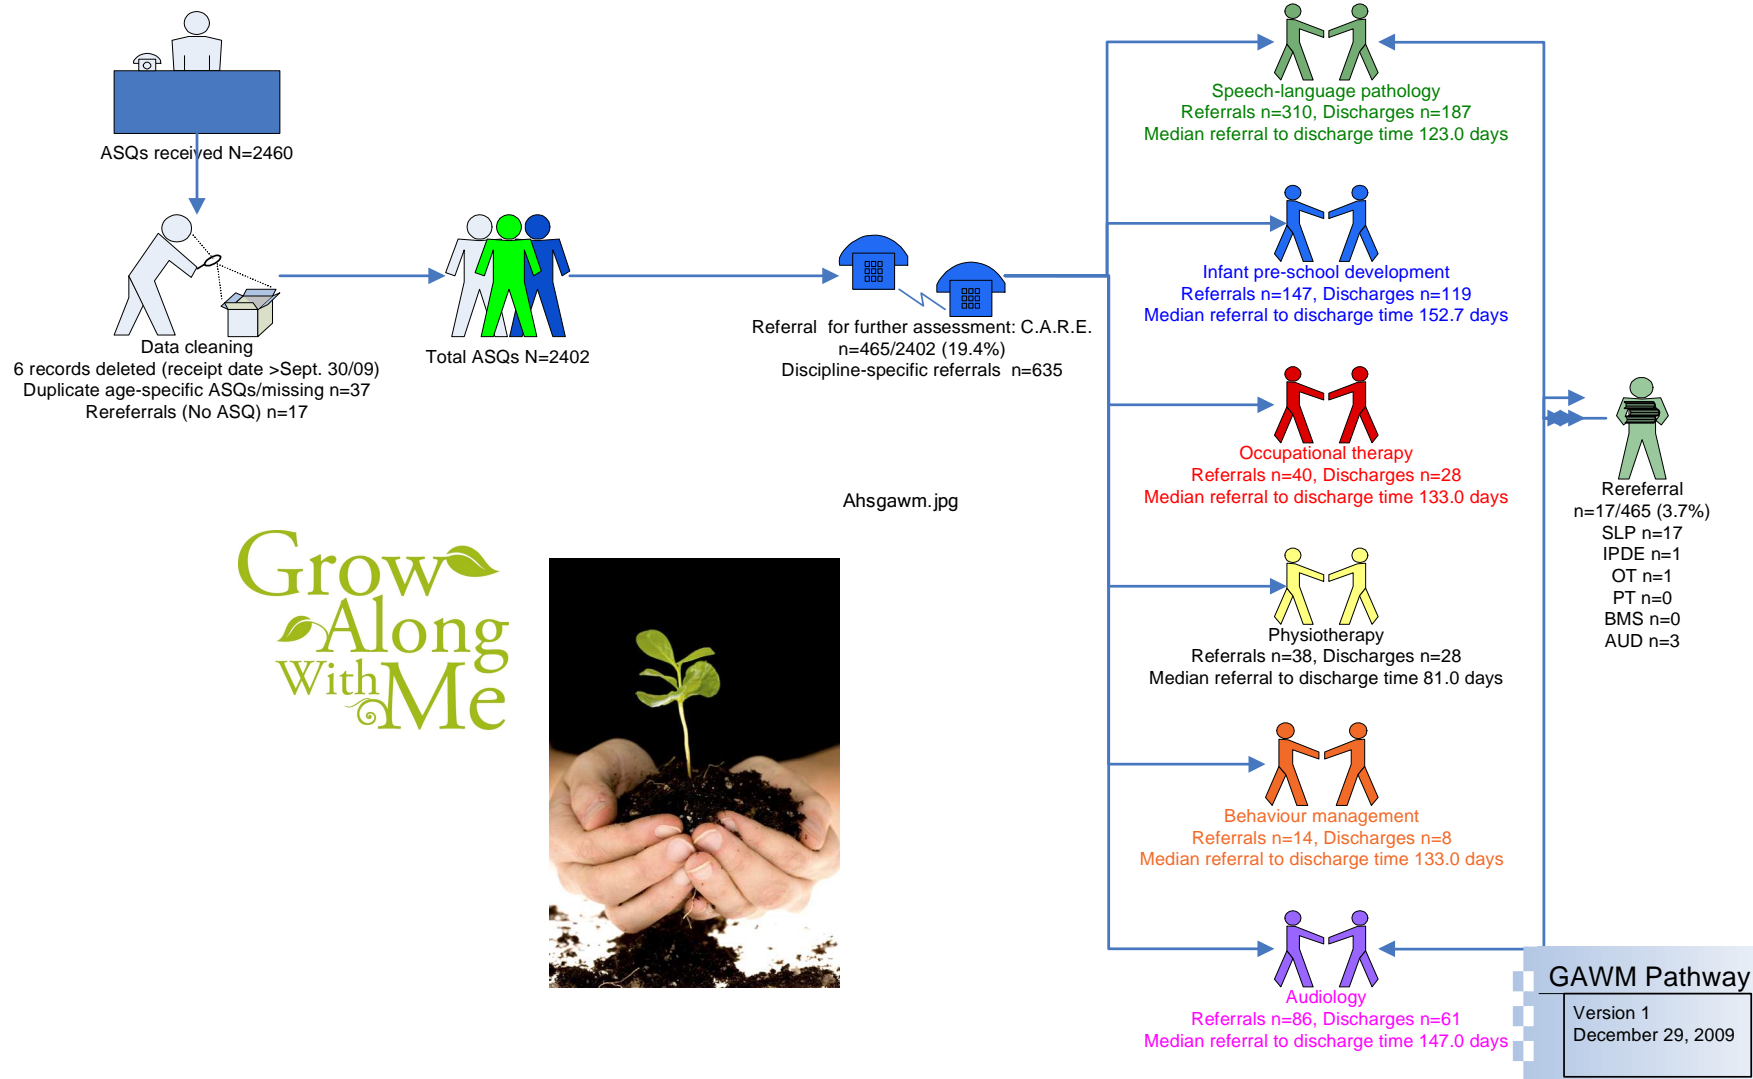 ASQs received N=2460
Data cleaning
6 records deleted (receipt date >Sept. 30/09)
Duplicate age-specific ASQs/missing n=37
Rereferrals (No ASQ) n=17
Total ASQs N=2402
Referral  for further assessment: C.A.R.E.
n=465/2402 (19.4%)
Discipline-specific referrals  n=635
Speech-language pathology
Referrals n=310, Discharges n=187
Median referral to discharge time 123.0 days
Infant pre-school development
Referrals n=147, Discharges n=119
Median referral to discharge time 152.7 days
Occupational therapy
Referrals n=40, Discharges n=28
Median referral to discharge time 133.0 days
Physiotherapy
Referrals n=38, Discharges n=28
Median referral to discharge time 81.0 days
Behaviour management
Referrals n=14, Discharges n=8
Median referral to discharge time 133.0 days
Audiology
Referrals n=86, Discharges n=61
Median referral to discharge time 147.0 days
Rereferral
n=17/465 (3.7%)
SLP n=17
IPDE n=1
OT n=1
PT n=0
BMS n=0
AUD n=3
Ahsgawm.jpg
Grow
Along
With Me
GAWM Pathway
Version 1
December 29, 2009